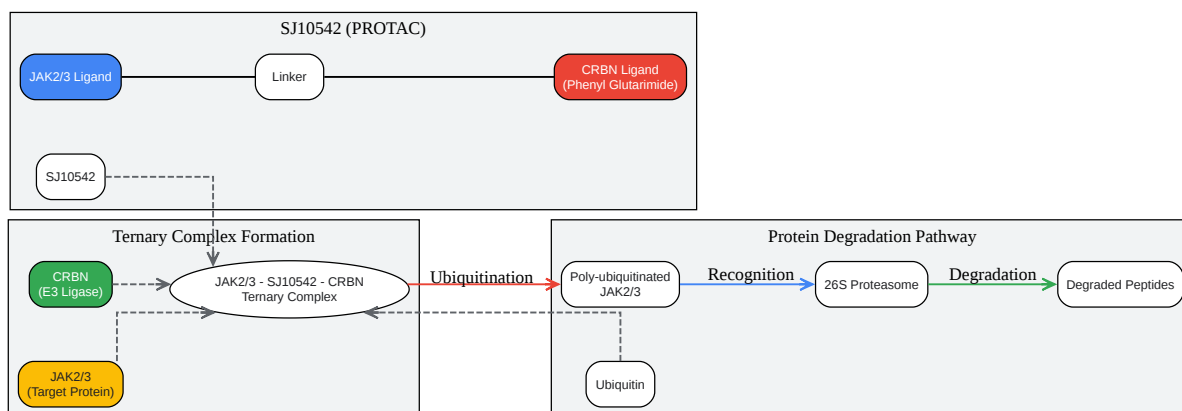 SJ10542 (PROTAC)
JAK2/3 Ligand
Linker
CRBN Ligand
(Phenyl Glutarimide)
SJ10542
Ternary Complex Formation
Protein Degradation Pathway
CRBN
(E3 Ligase)
JAK2/3 - SJ10542 - CRBN
Ternary Complex
Ubiquitination
Poly-ubiquitinated
JAK2/3
Recognition
26S Proteasome
Degradation
Degraded Peptides
JAK2/3
(Target Protein)
Ubiquitin